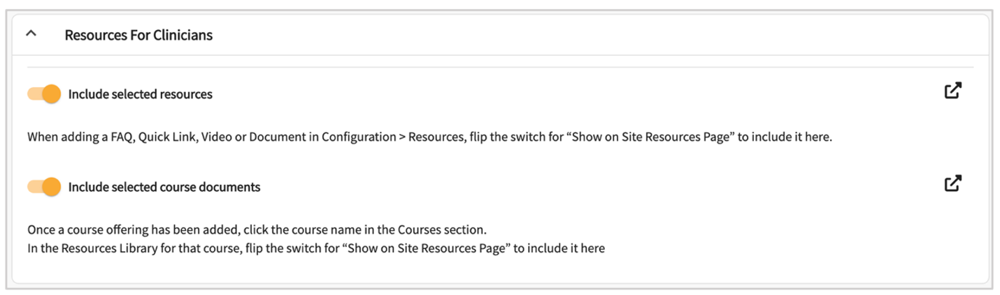 Resources For Clinicians
Include selected resources
When adding a FAQ, Quick Link, Video or Document in Configuration > Resources, flip the switch for “Show on Site Resources Page” to include it here.
Include selected course documents
Once a course offering has been added, click the course name in the Courses section.
In the Resources Library for that course, flip the switch for “Show on Site Resources Page” to include it here